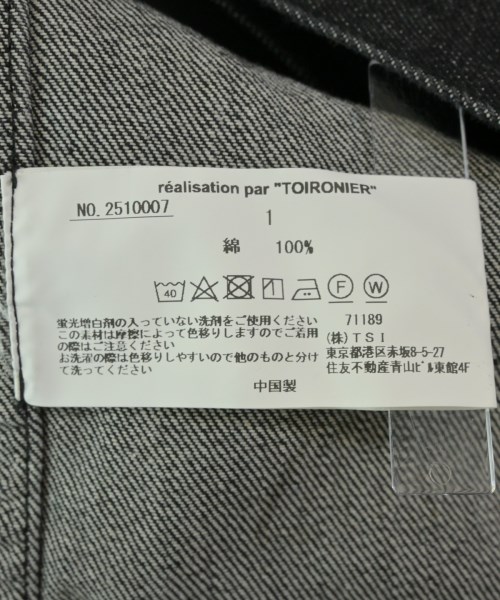 réalisation par "TOIRONIER"
NO. 2510007
1
綿 100%
40 F W
蛍光増白剤の入っていない洗剤をご使用ください
この素材は摩擦によって色移りしますのでご着用
の際はご注意ください
お洗濯の際は色移りしやすいので他のものと分け
て洗ってください
71189
(株)TSI
東京都港区赤坂8-5-27
住友不動産青山ビル東館4F
中国製